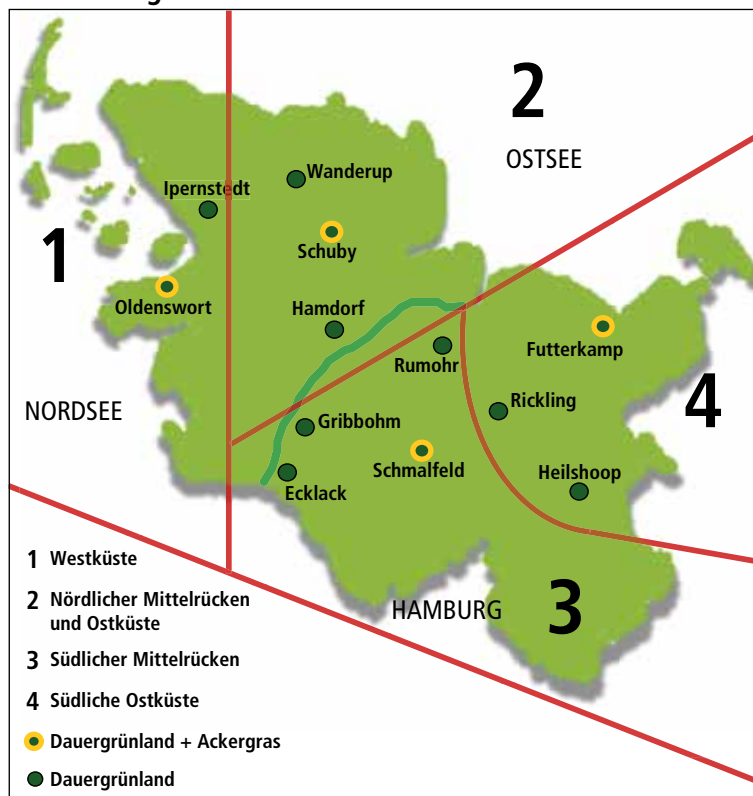 2
OSTSEE
Wanderup
Ipernstedt
1
Schuby
Oldenswort
Hamdorf
Rumohr
Futterkamp
4
NORDSEE
Gribbohm
Rickling
Schmalfeld
Ecklack
Heilshoop
HAMBURG
3
1 Westküste
2 Nördlicher Mittelrücken
und Ostküste
3 Südlicher Mittelrücken
4 Südliche Ostküste
Dauergrünland + Ackergras
Dauergrünland